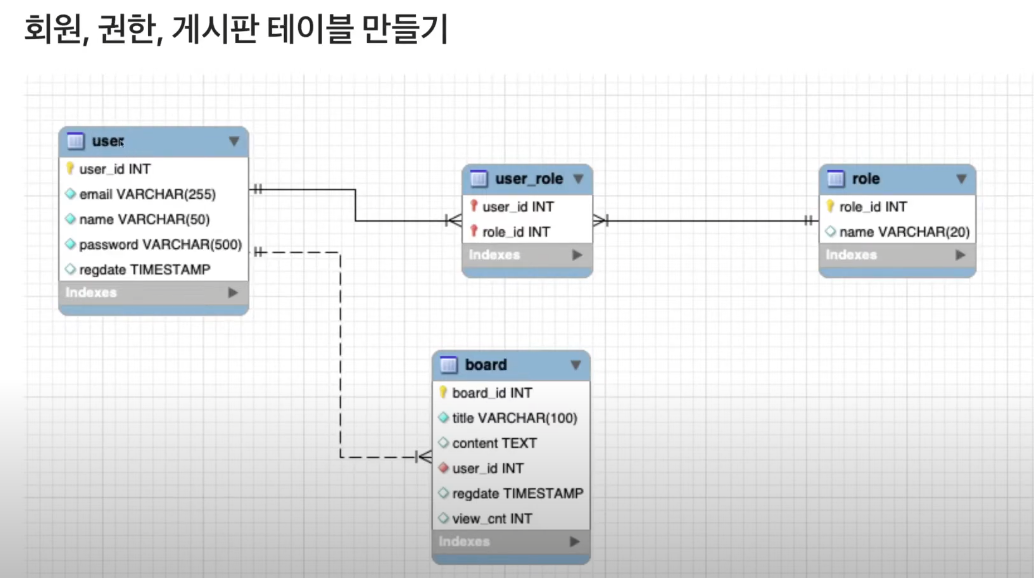 회원, 권한, 게시판 테이블 만들기
user
user_id INT
email VARCHAR(255)
name VARCHAR(50)
password VARCHAR(500)
regdate TIMESTAMP
Indexes
user_role
user_id INT
role_id INT
Indexes
role
role_id INT
name VARCHAR(20)
Indexes
board
board_id INT
title VARCHAR(100)
content TEXT
user_id INT
regdate TIMESTAMP
view_cnt INT
Indexes